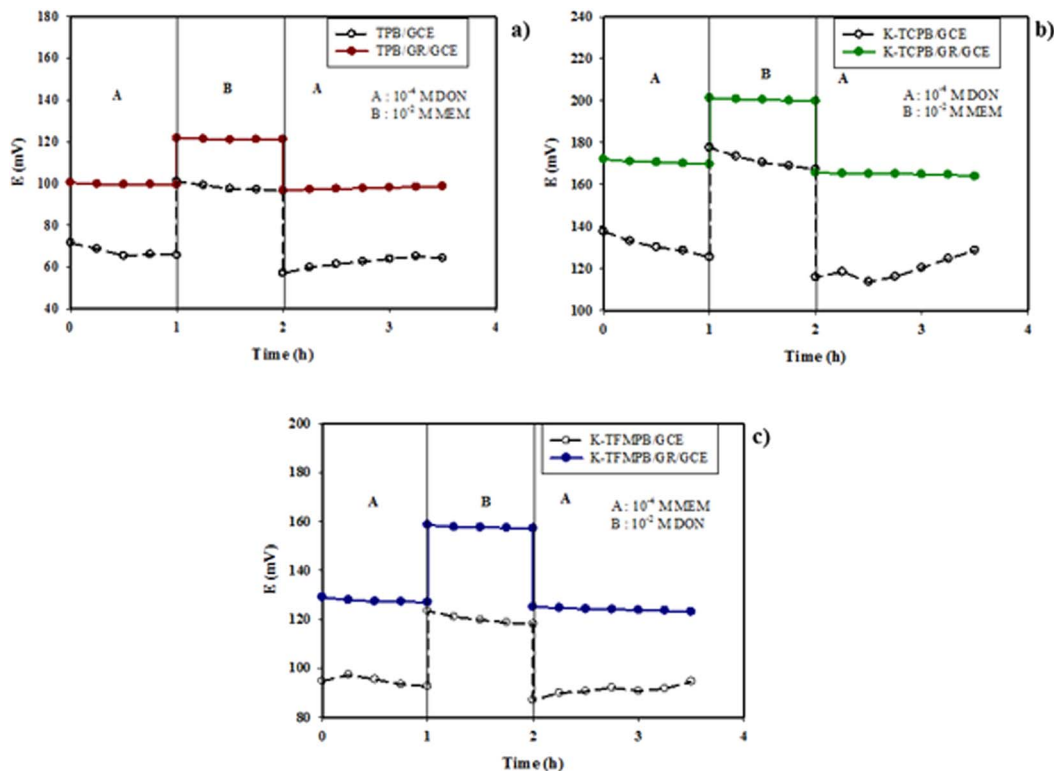 180
160
140
120
100
80
60
40
E (mV)
0 1 2 3 4
Time (h)
TPB/GCE
TPB/GR/GCE
a)
A
B
A
A : 10⁻⁴ M DON
B : 10⁻² M MEM
240
220
200
180
160
140
120
100
E (mV)
0 1 2 3 4
Time (h)
K-TCPB/GCE
K-TCPB/GR/GCE
b)
A
B
A
A : 10⁻⁴ M DON
B : 10⁻² M MEM
200
180
160
140
120
100
80
E (mV)
0 1 2 3 4
Time (h)
K-TFMPB/GCE
K-TFMPB/GR/GCE
c)
A
B
A
A : 10⁻⁴ M MEM
B : 10⁻² M DON